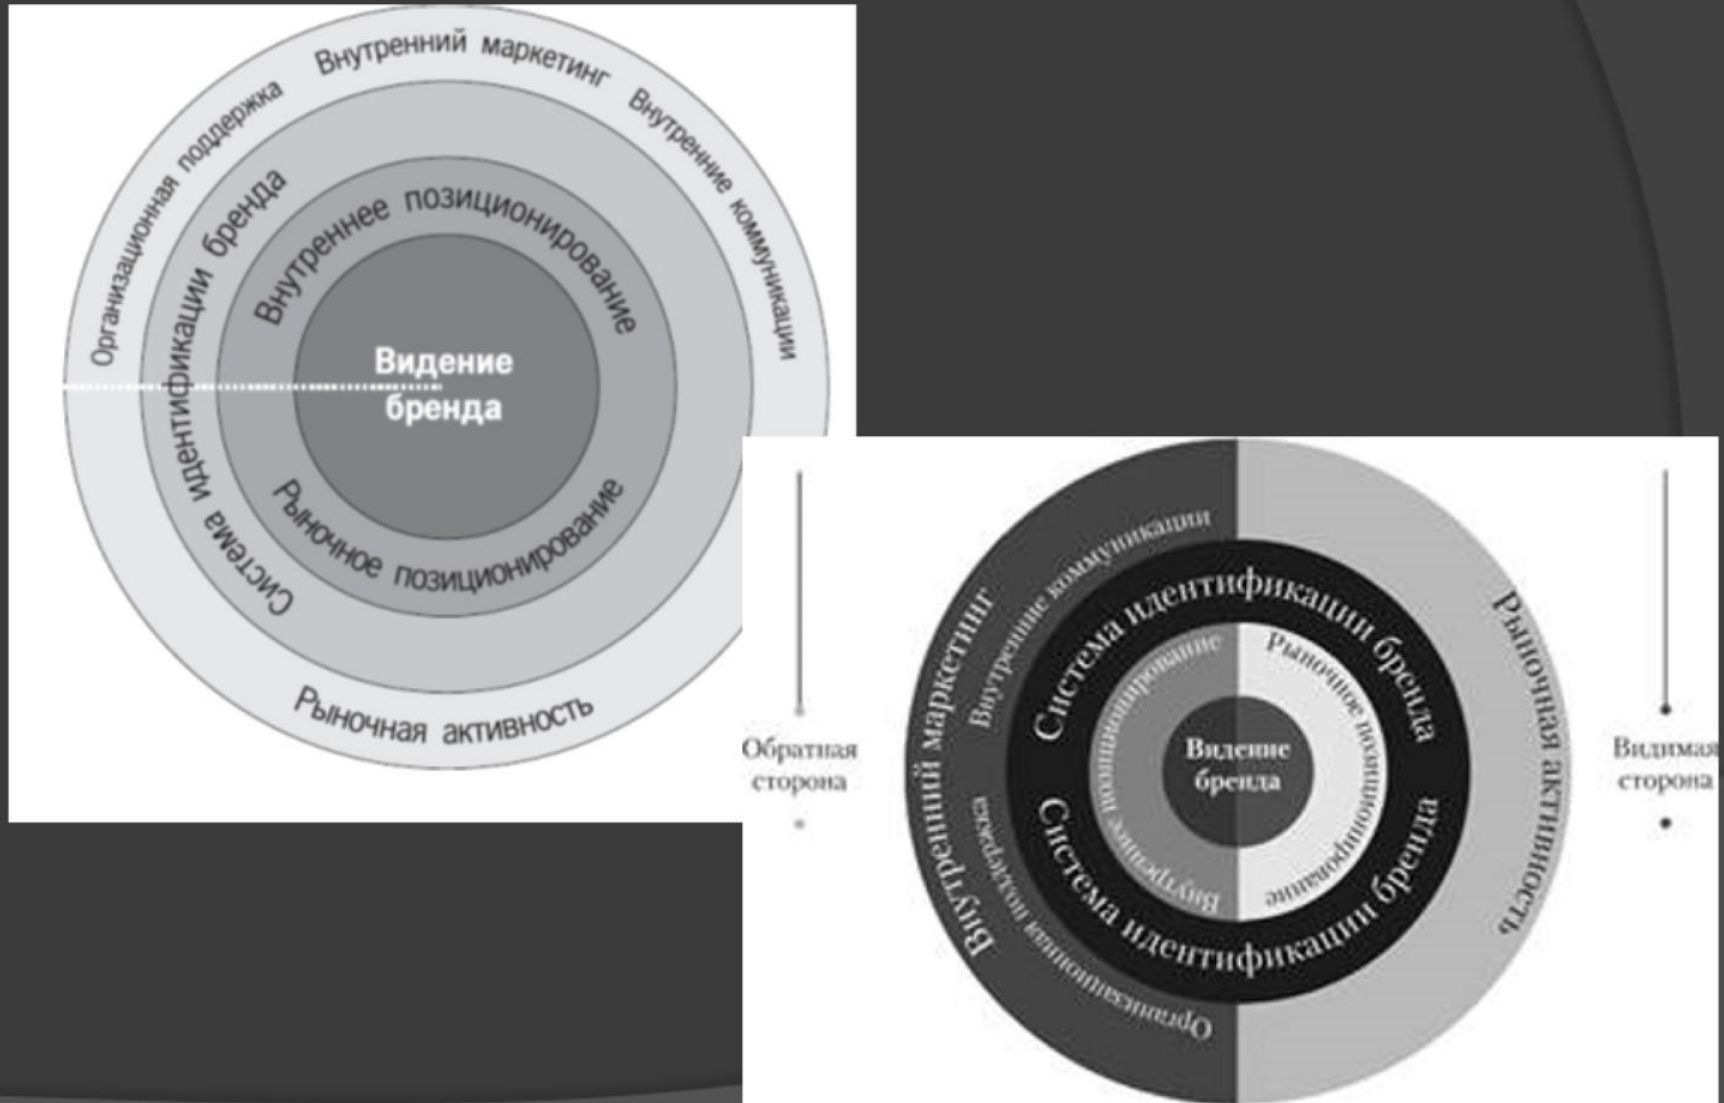 Внутренний маркетинг
Организационная поддержка
Внутренние коммуникации
Система идентификации бренда
Внутреннее позиционирование
Видение
бренда
Рыночное позиционирование
Рыночная активность
Обратная
сторона
Внутренний маркетинг
Внутренние коммуникации
Организационная поддержка
Система идентификации бренда
Внутреннее позиционирование
Рыночное позиционирование
Видение
бренда
Система идентификации бренда
Рыночная активность
Видимая
сторона